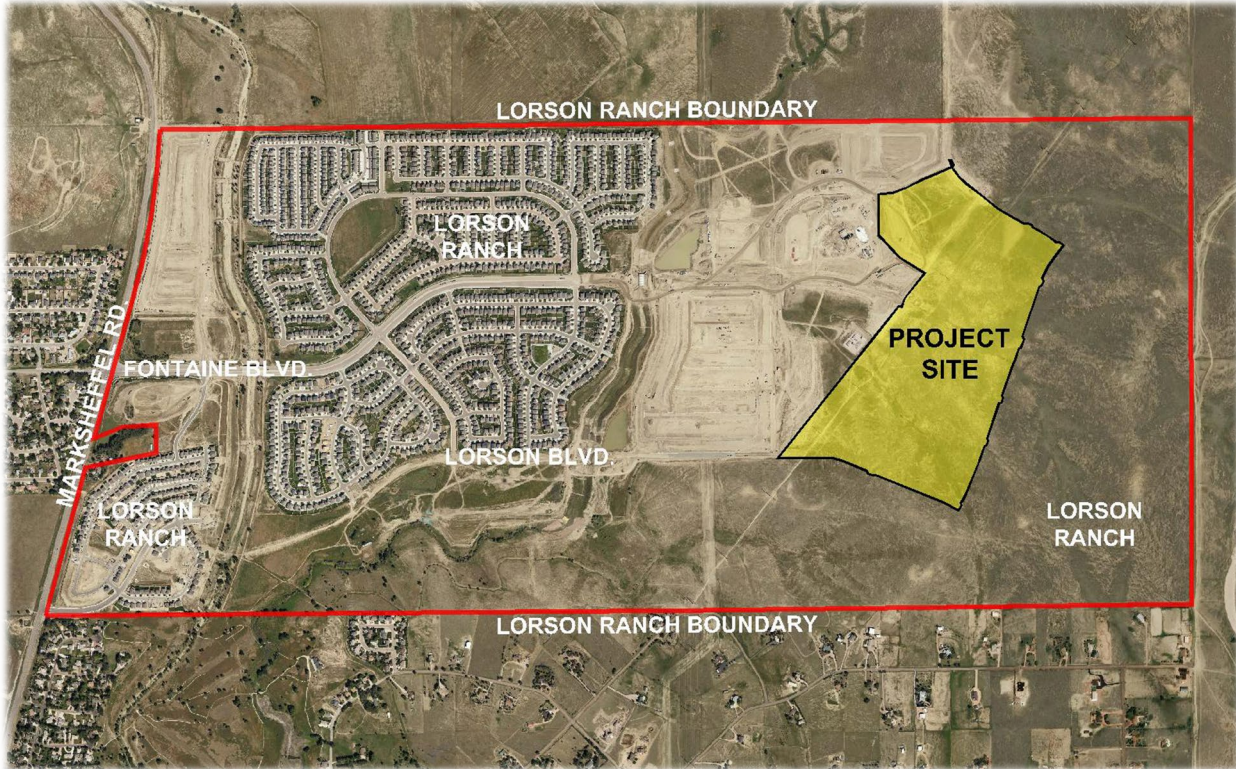 LORSON RANCH BOUNDARY
LORSON
RANCH
PROJECT
SITE
MARKSHEFFEL RD
FONTAINE BLVD.
LORSON BLVD.
LORSON
RANCH
LORSON
RANCH
LORSON RANCH BOUNDARY